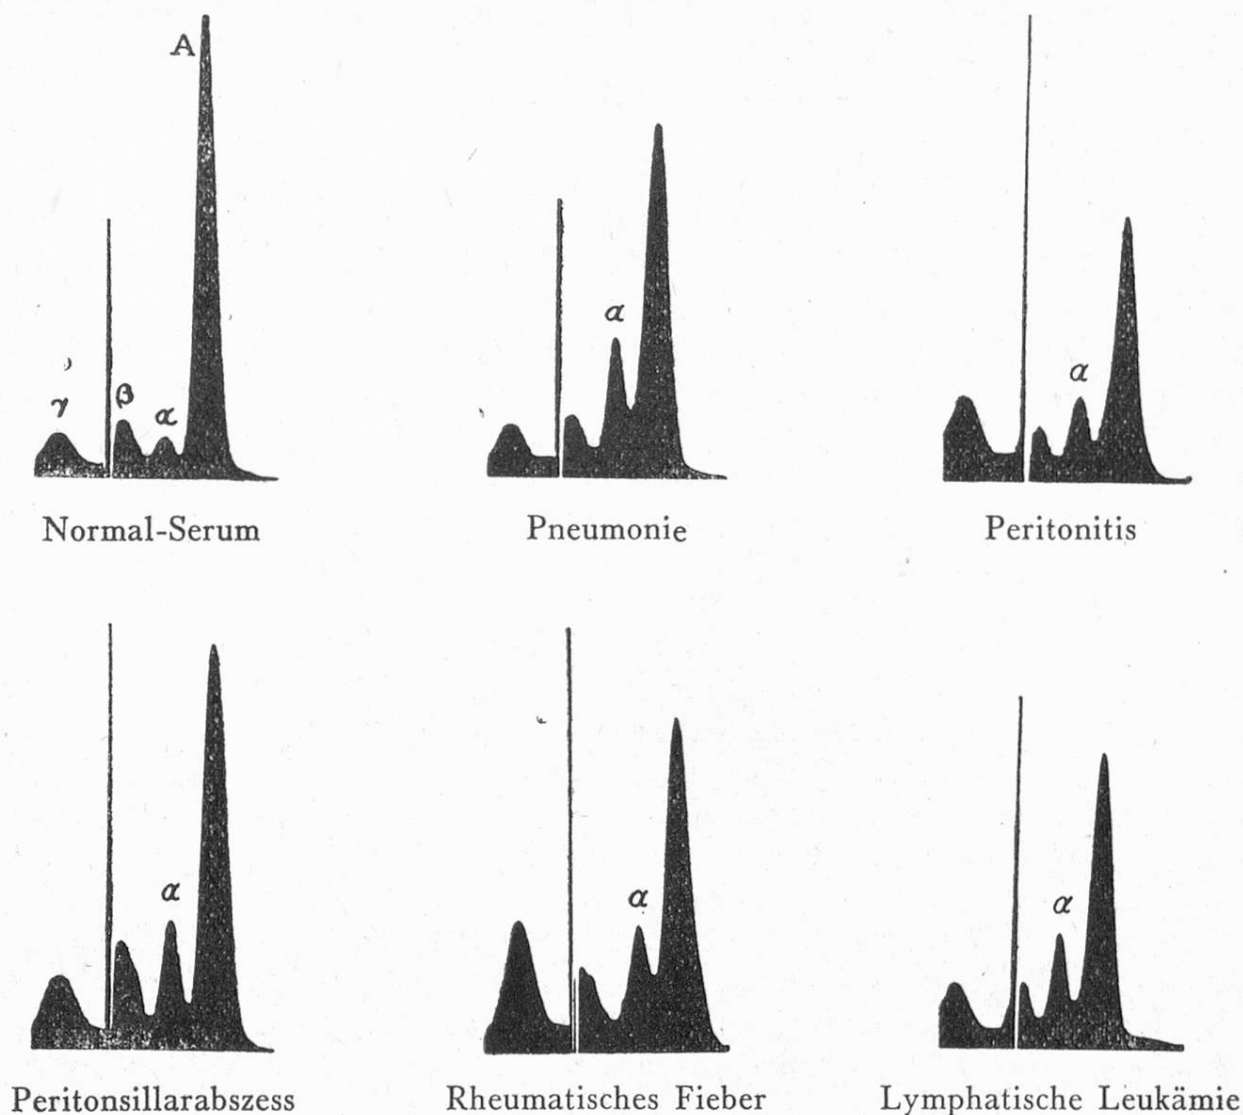 A
γ
β
α
α
α
Normal-Serum
Pneumonie
Peritonitis
α
α
α
Peritonsillarabszess
Rheumatisches Fieber
Lymphatische Leukämie